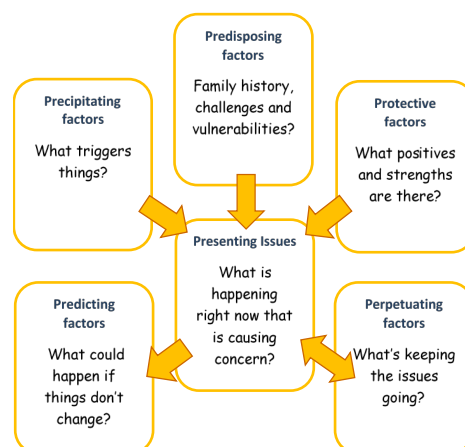 Predisposing
factors
Family history,
challenges and
vulnerabilities?
Precipitating
factors
What triggers
things?
Protective
factors
What positives
and strengths
are there?
Presenting Issues
What is
happening
right now that
is causing
concern?
Predicting
factors
What could
happen if
things don't
change?
Perpetuating
factors
What's keeping
the issues
going?